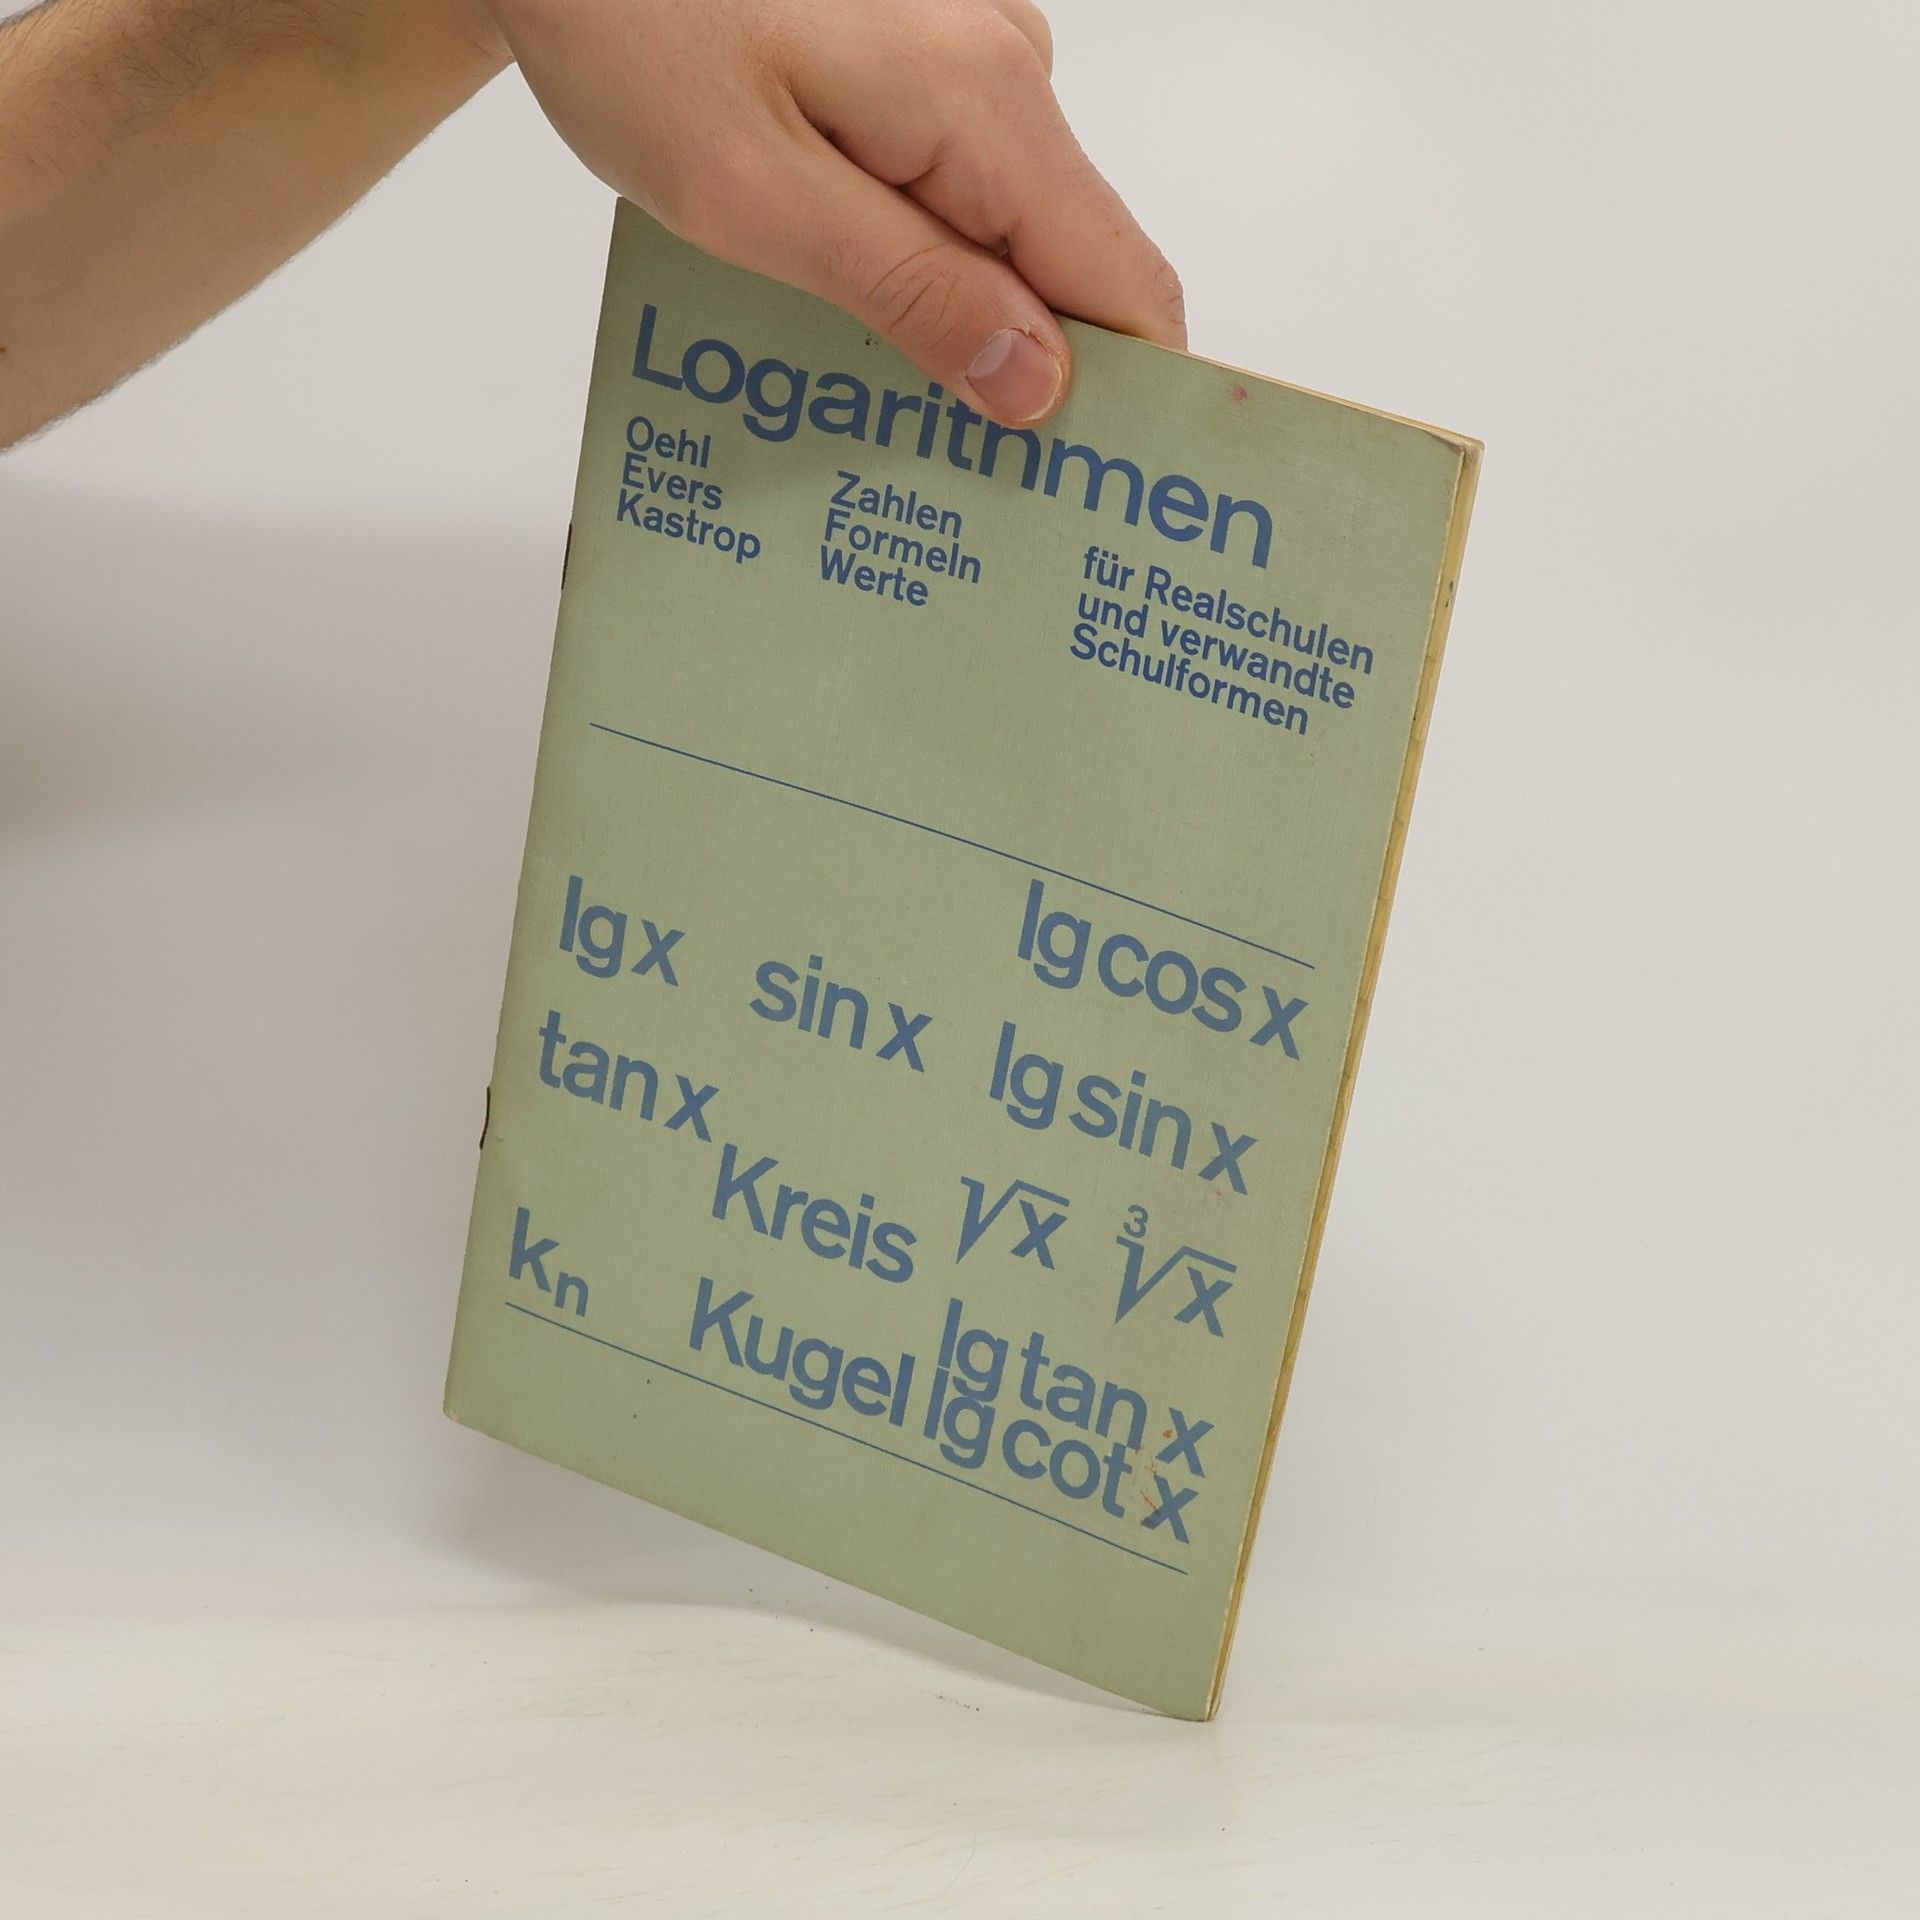 Logarithmen
Oehl
Evers
Kastrop
Zahlen
Formeln
Werte
für Realschulen
und verwandte
Schulformen
lg x
sin x
lg cos x
tan x
lg sin x
Kreis
√x
³√x
kₙ
Kugel
lg tan x
lg cot x